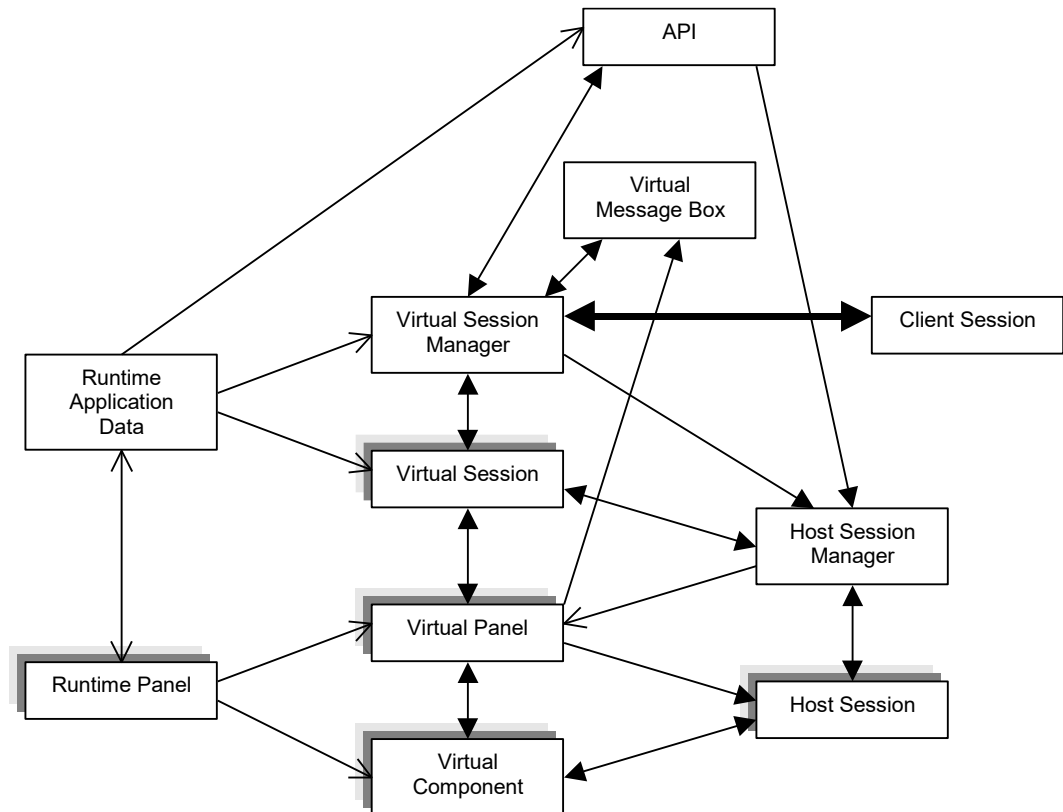 API
Virtual
Message Box
Virtual Session
Manager
Client Session
Runtime
Application
Data
Virtual Session
Host Session
Manager
Virtual Panel
Runtime Panel
Host Session
Virtual
Component